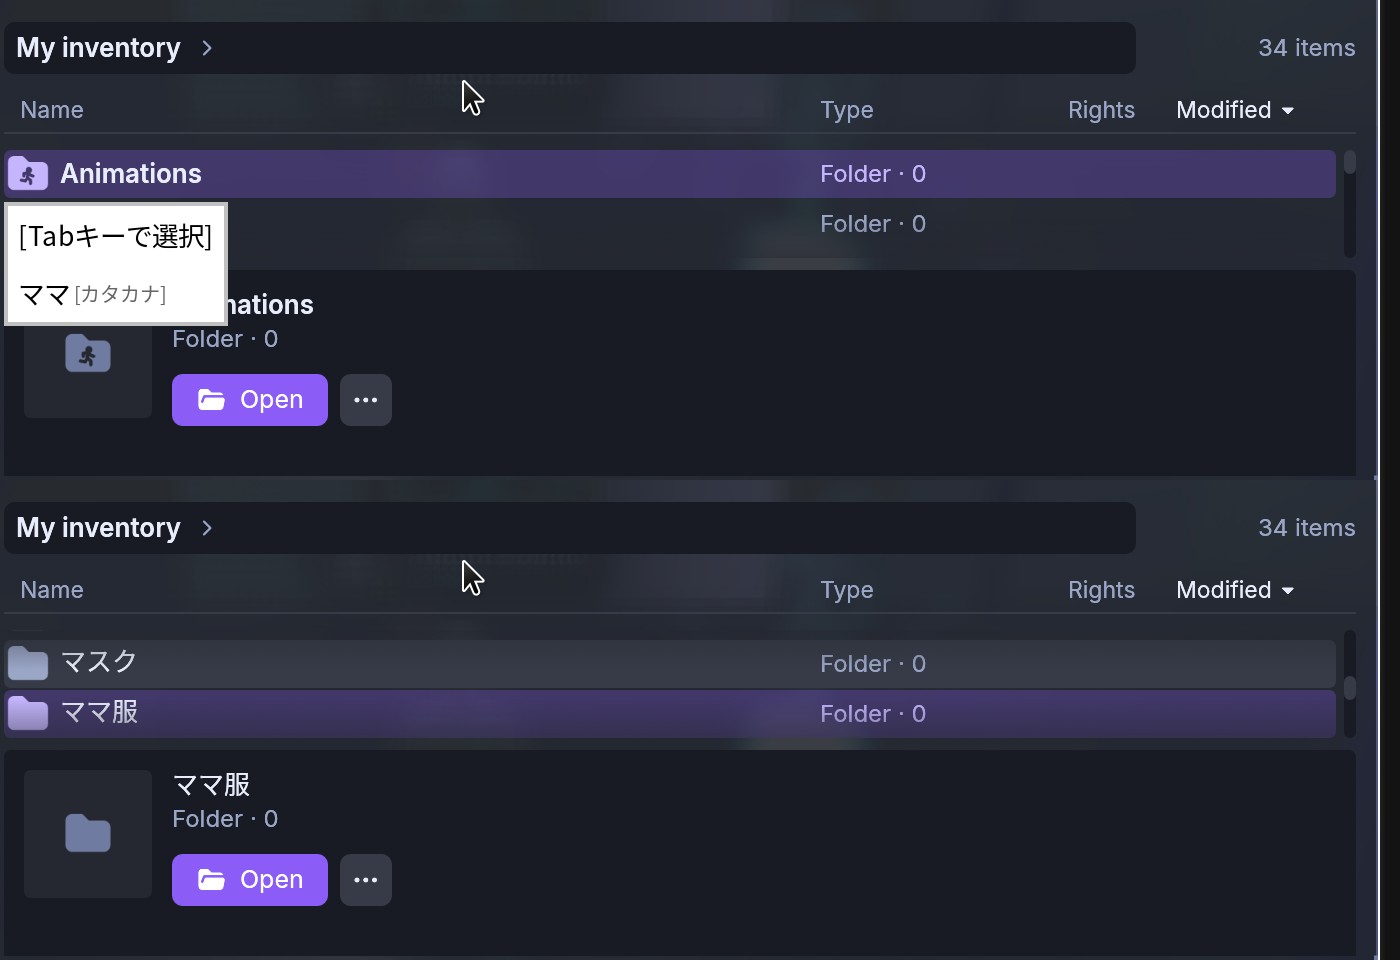 My inventory
34 items
Name Type Rights Modified
Animations Folder · 0
Folder · 0
[Tabキーで選択]
ママ [カタカナ]
nations
Folder · 0
Open
My inventory
34 items
Name Type Rights Modified
マスク Folder · 0
ママ服 Folder · 0
ママ服
Folder · 0
Open